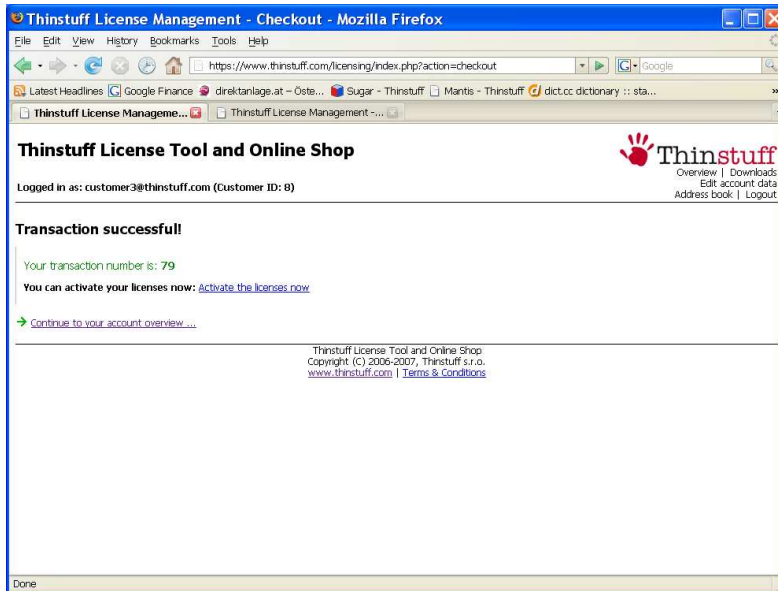 Thinstuff License Management - Checkout - Mozilla Firefox
File Edit View History Bookmarks Tools Help
https://www.thinstuff.com/licensing/index.php?action=checkout
G Google
Latest Headlines Google Finance direktanlage.at – Öste... Sugar - Thinstuff Mantis - Thinstuff dict.cc dictionary :: sta... »
Thinstuff License Manageme... Thinstuff License Management -...
Thinstuff License Tool and Online Shop
Thinstuff
Overview | Downloads
Edit account data
Logged in as: customer3@thinstuff.com (Customer ID: 8)
Address book | Logout
Transaction successful!
Your transaction number is: 79
You can activate your licenses now: Activate the licenses now
Continue to your account overview ...
Thinstuff License Tool and Online Shop
Copyright (C) 2006-2007, Thinstuff s.r.o.
www.thinstuff.com | Terms & Conditions
Done